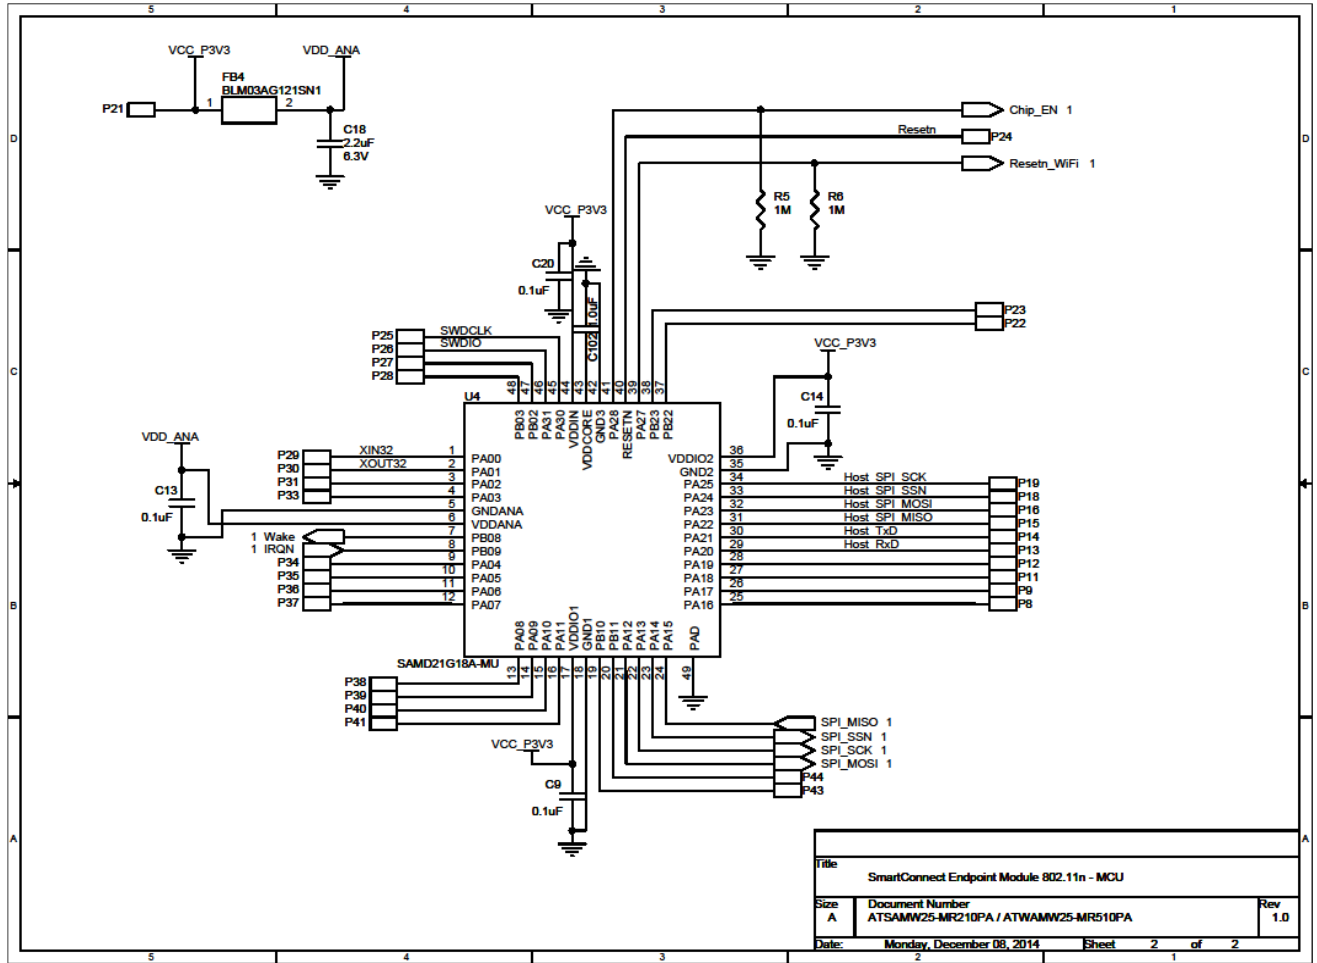 5 4 3 2 1
D
C
B
A
D
C
B
A
VCC_P3V3
VDD_ANA
FB4
BLM03AG121SN1
P21
1
2
C18
2.2uF
6.3V
Chip_EN 1
Resetn
P24
Resetn_WiFi 1
R5
1M
R6
1M
VCC_P3V3
C20
0.1uF
C102
1.0uF
P23
P22
P25 SWDCLK
P26 SWDIO
P27
P28
VCC_P3V3
C14
0.1uF
U4
48 47 46 45 44 43 42 41 40 39 38 37
PB03 PB02 PA31 PA30 VDDIN VDDCORE GND3 PA28 RESETN PA27 PB23 PB22
VDD_ANA
C13
0.1uF
P29 XIN32 1 PA00
P30 XOUT32 2 PA01
P31 3 PA02
P33 4 PA03
5 GNDANA
6 VDDANA
1 Wake 7 PB08
1 IRQN 8 PB09
P34 9 PA04
P35 10 PA05
P36 11 PA06
P37 12 PA07
VDDIO2 36
GND2 35
PA25 34 Host_SPI_SCK P19
PA24 33 Host_SPI_SSN P18
PA23 32 Host_SPI_MOSI P16
PA22 31 Host_SPI_MISO P15
PA21 30 Host_TxD P14
PA20 29 Host_RxD P13
PA19 28 P12
PA18 27 P11
PA17 26 P9
PA16 25 P8
PA08 PA09 PA10 PA11 VDDIO1 GND1 PB10 PB11 PA12 PA13 PA14 PA15 PAD
SAMD21G18A-MU
13 14 15 16 17 18 19 20 21 22 23 24 49
P38
P39
P40
P41
VCC_P3V3
C9
0.1uF
SPI_MISO 1
SPI_SSN 1
SPI_SCK 1
SPI_MOSI 1
P44
P43
Title
SmartConnect Endpoint Module 802.11n - MCU
Size Document Number Rev
A ATSAMW25-MR210PA / ATWAMW25-MR510PA 1.0
Date: Monday, December 08, 2014 Sheet 2 of 2
5 4 3 2 1